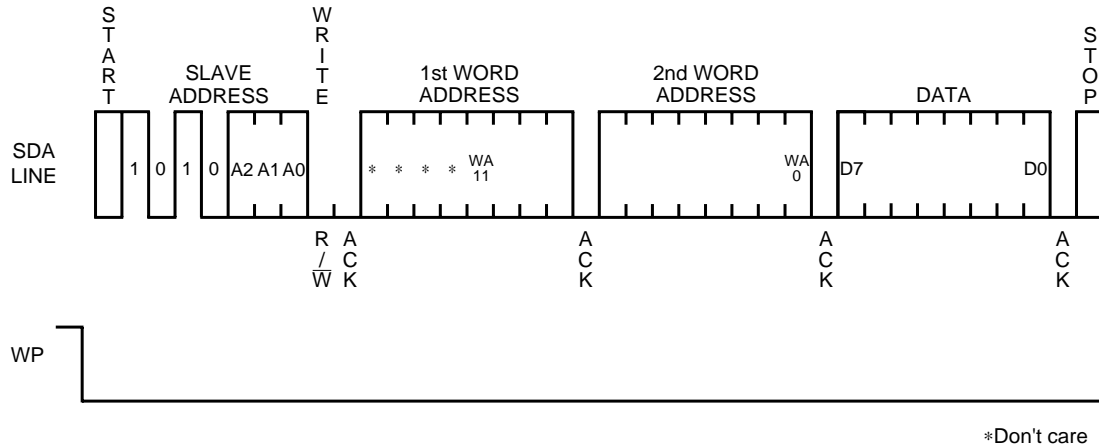 START
WRITE
STOP
SLAVE
ADDRESS
1st WORD
ADDRESS
2nd WORD
ADDRESS
DATA
SDA
LINE
1 0 1 0 A2 A1 A0
* * * * WA
11
WA
0
D7 D0
R
/
W
ACK
ACK
ACK
ACK
WP
*Don't care